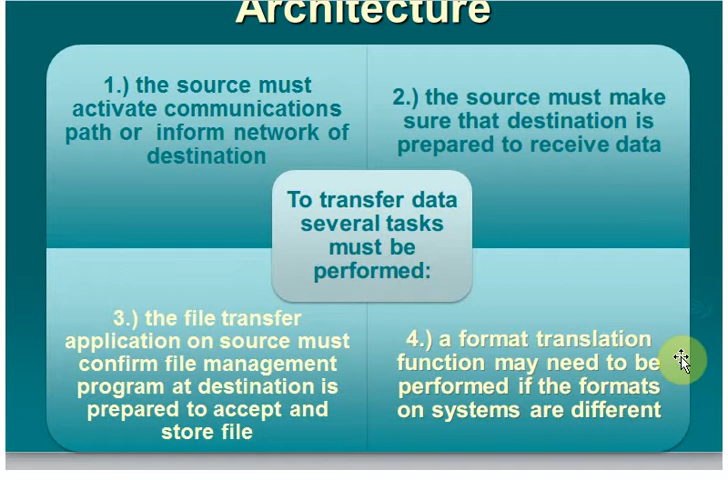 Architecture
1.) the source must
activate communications
path or inform network of
destination
2.) the source must make
sure that destination is
prepared to receive data
To transfer data
several tasks
must be
performed:
3.) the file transfer
application on source must
confirm file management
program at destination is
prepared to accept and
store file
4.) a format translation
function may need to be
performed if the formats
on systems are different